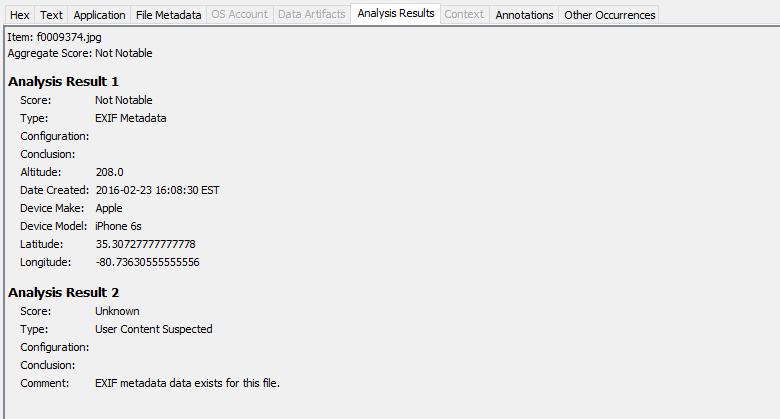 Hex Text Application File Metadata OS Account Data Artifacts Analysis Results Context Annotations Other Occurrences
Item: f0009374.jpg
Aggregate Score: Not Notable
Analysis Result 1
Score: Not Notable
Type: EXIF Metadata
Configuration:
Conclusion:
Altitude: 208.0
Date Created: 2016-02-23 16:08:30 EST
Device Make: Apple
Device Model: iPhone 6s
Latitude: 35.30727777777778
Longitude: -80.73630555555556
Analysis Result 2
Score: Unknown
Type: User Content Suspected
Configuration:
Conclusion:
Comment: EXIF metadata data exists for this file.